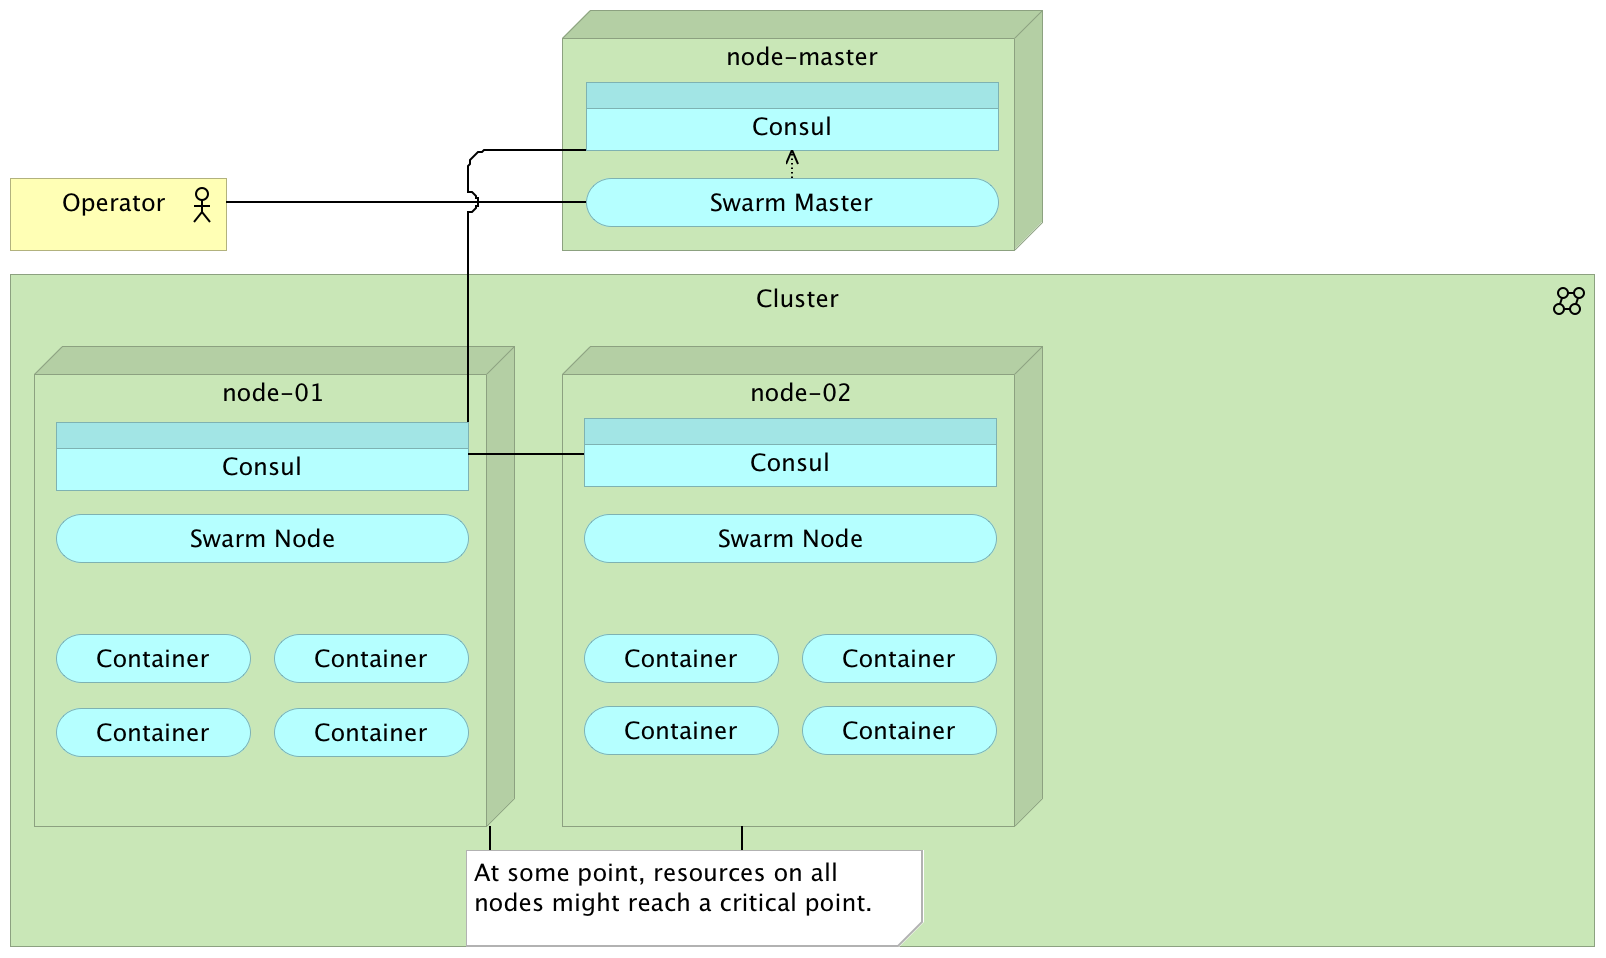 node-master
Consul
Operator
Swarm Master
Cluster
node-01
node-02
Consul
Consul
Swarm Node
Swarm Node
Container
Container
Container
Container
Container
Container
Container
Container
At some point, resources on all
nodes might reach a critical point.